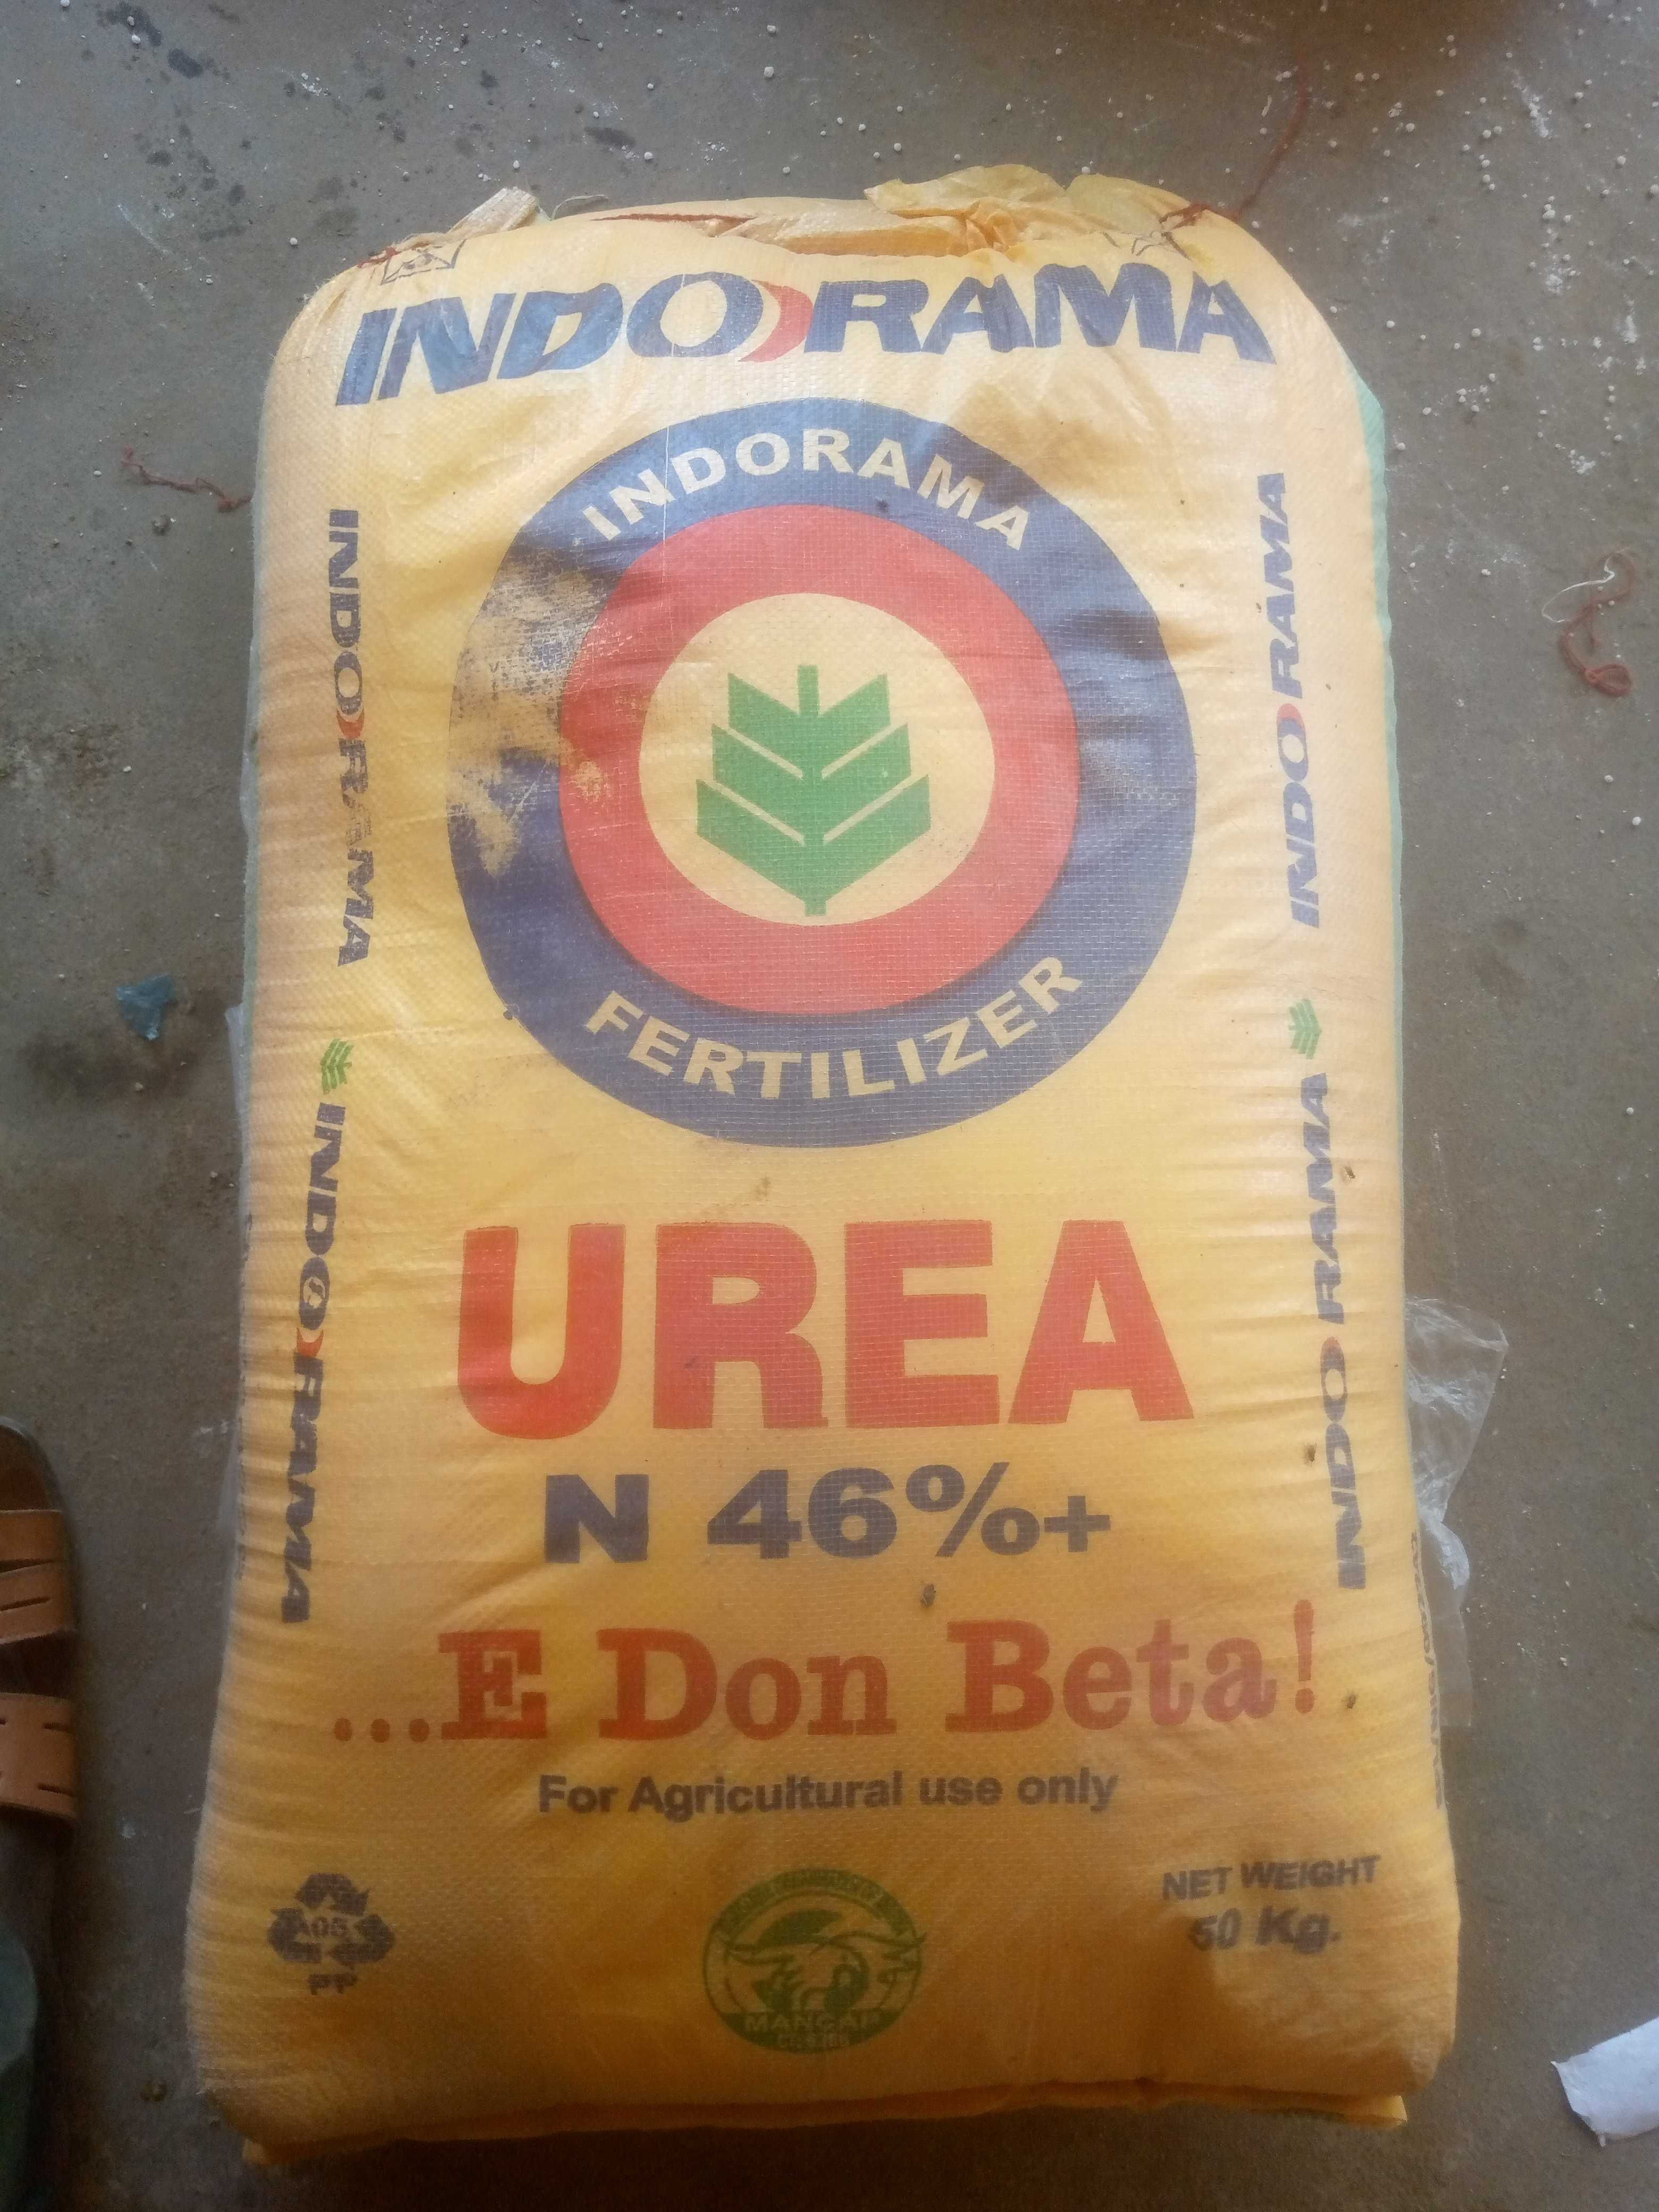 INDORAMA
INDORAMA
FERTILIZER
INDORAMA
INDORAMA
INDORAMA
INDORAMA
UREA
N 46%+
...E Don Beta!
For Agricultural use only
NET WEIGHT
50 Kg.
MANCAP